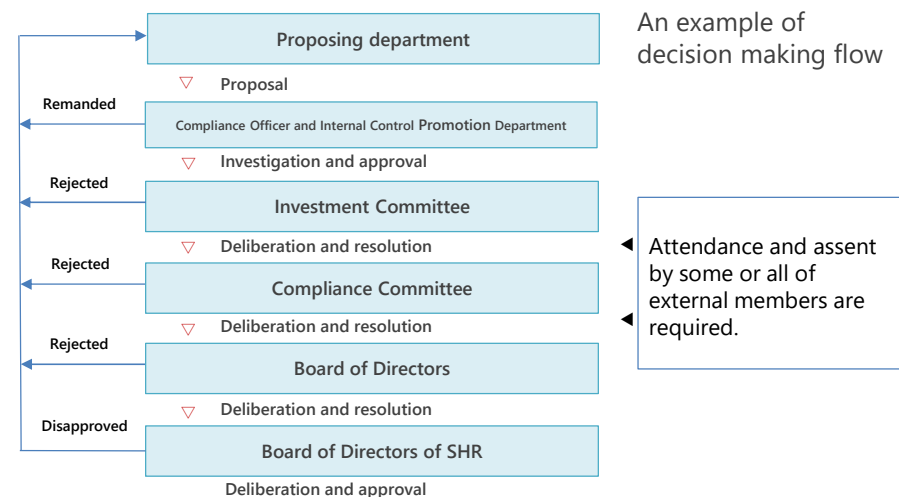 An example of
decision making flow
Proposing department
▽ Proposal
Remanded
Compliance Officer and Internal Control Promotion Department
▽ Investigation and approval
Rejected
Investment Committee
▽ Deliberation and resolution
Rejected
Compliance Committee
▽ Deliberation and resolution
Rejected
Board of Directors
▽ Deliberation and resolution
Disapproved
Board of Directors of SHR
Deliberation and approval
Attendance and assent
by some or all of
external members are
required.